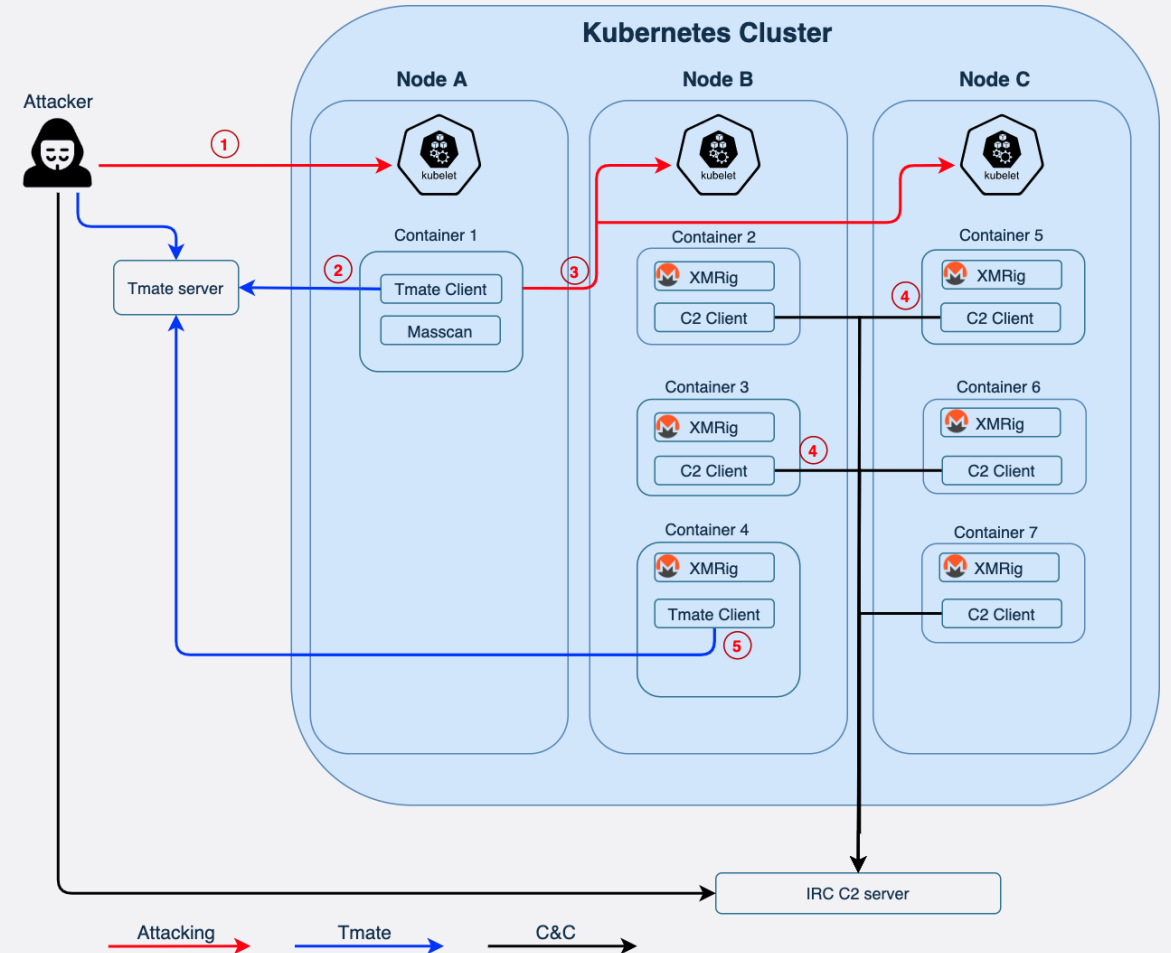 Kubernetes Cluster
Node A
Node B
Node C
Attacker
1
kubelet
kubelet
kubelet
Container 1
Container 2
Container 5
2
3
4
Tmate server
Tmate Client
Masscan
XMRig
C2 Client
XMRig
C2 Client
Container 3
Container 6
XMRig
C2 Client
4
XMRig
C2 Client
Container 4
Container 7
XMRig
Tmate Client
5
XMRig
C2 Client
IRC C2 server
Attacking
Tmate
C&C